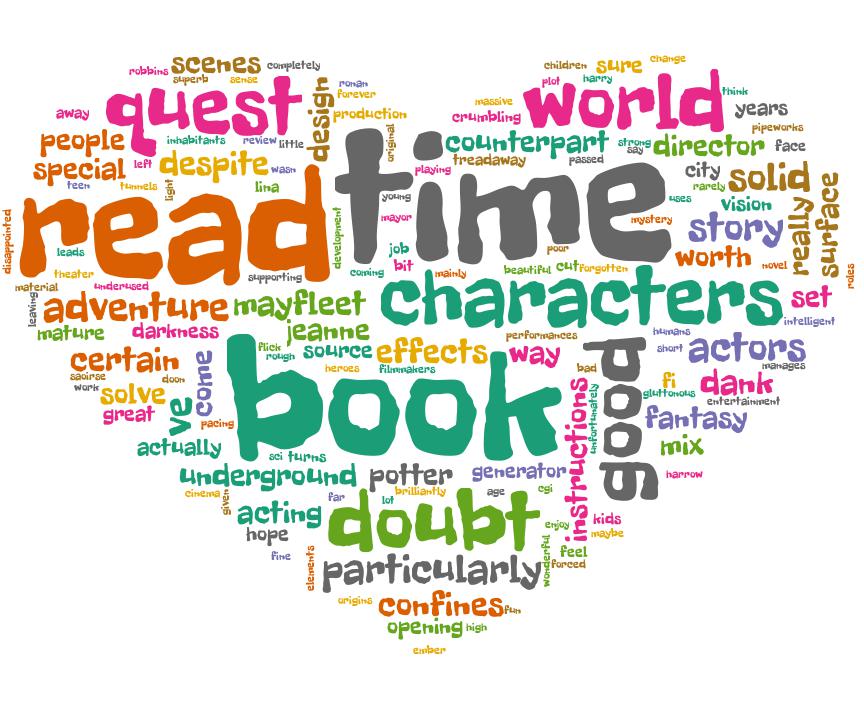 robbins
scenes
completely
superb
sense
quest
design
ronan
forever
production
children
sure
change
plot
harry
massive
crumbling
world
think
years
pipeworks
away
people
inhabitants
review
little
original
counterpart
strong
say
director
face
special
left
despite
wasn
treadaway
passed
playing
teen
tunnels
light
lina
read
time
young
mayor
city
rarely
solid
uses
vision
mystery
story
really
surface
disappointed
leads
development
job
bit
poor
worth
novel
roles
theater
supporting
coming
mainly
beautiful
cut
forgotten
material
underused
leaving
adventure
mayfleet
characters
set
intelligent
mature
darkness
jeanne
performances
humans
certain
flick
rough
source
effects
way
good
short
actors
manages
saoirse
doon
come
heroes
filmmakers
bad
work
solve
book
fi
gluttonous
dank
entertainment
great
ve
pacing
instructions
unfortunately
fantasy
actually
sci
turns
mix
underground
potter
generator
harrow
cinema
given
far
lot
brilliantly
age
cgi
acting
doubt
enjoy
kids
hope
maybe
fine
elements
particularly
wonderful
feel
forced
origins
confines
fun
opening
high
ember